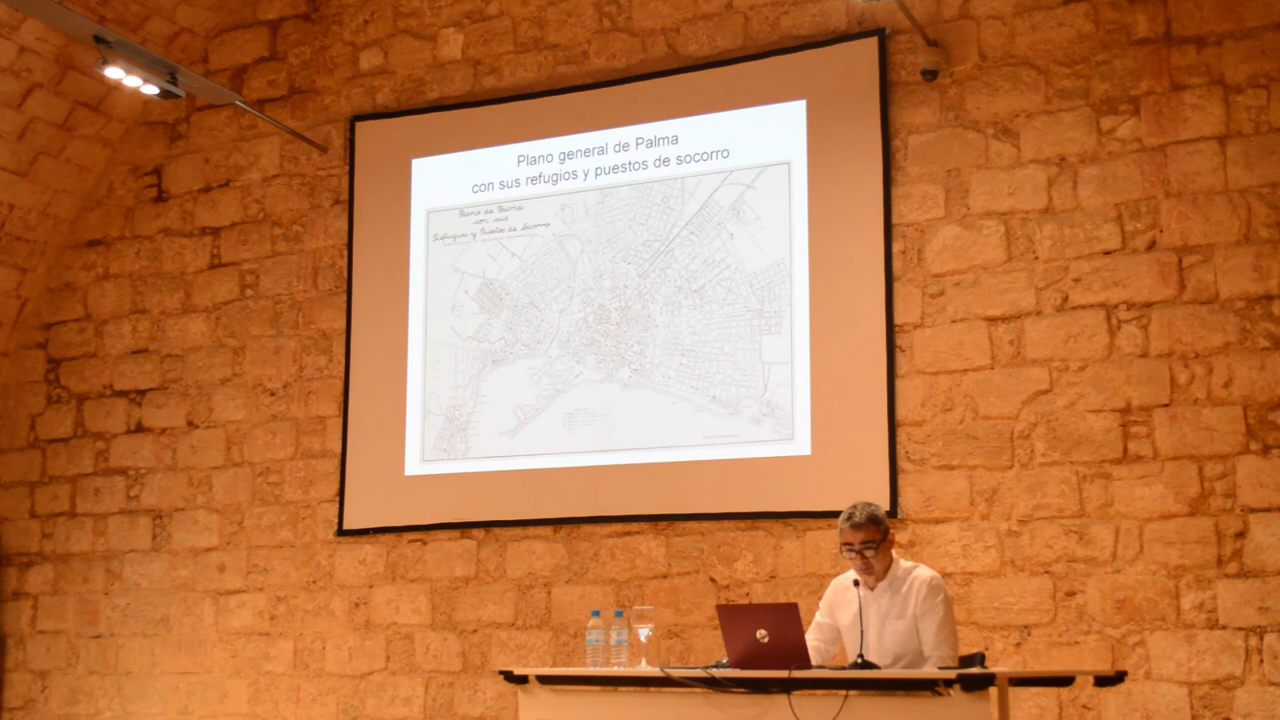 Plano general de Palma
con sus refugios y puestos de socorro
Plano de Palma
con sus
Refugios y Puestos de Socorro